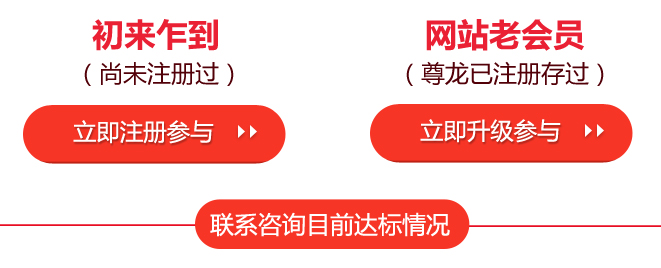 初来乍到
（尚未注册过）
立即注册参与
网站老会员
（尊龙已注册存过）
立即升级参与
联系咨询目前达标情况